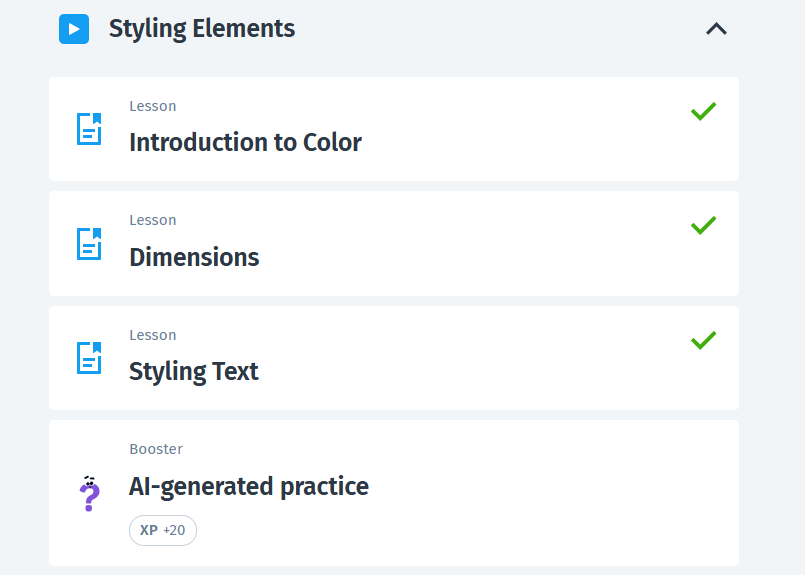 Styling Elements
Lesson
Introduction to Color
Lesson
Dimensions
Lesson
Styling Text
Booster
AI-generated practice
XP +20